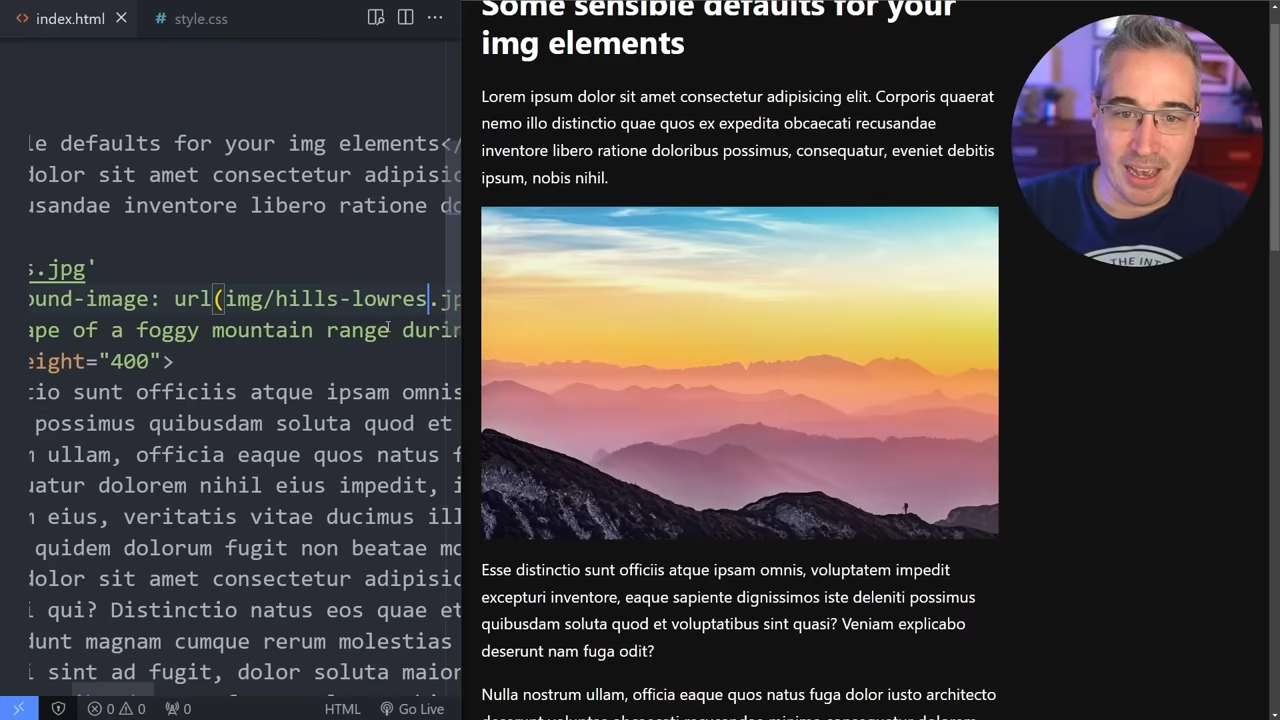 index.html
style.css
le defaults for your img elements</
dolor sit amet consectetur adipisic
usandae inventore libero ratione do
s.jpg'
ound-image: url(img/hills-lowres.jp
ape of a foggy mountain range durin
eight="400">
tio sunt officiis atque ipsam omnis
possimus quibusdam soluta quod et
ullam, officia eaque quos natus f
uatur dolorem nihil eius impedit, i
eius, veritatis vitae ducimus ill
quidem dolorum fugit non beatae mo
dolor sit amet consectetur adipisic
i qui? Distinctio natus eos quae et
dunt magnam cumque rerum molestias
i sint ad fugit, dolor soluta maior
0 0 0 HTML Go Live
Some sensible defaults for your
img elements
Lorem ipsum dolor sit amet consectetur adipisicing elit. Corporis quaerat
nemo illo distinctio quae quos ex expedita obcaecati recusandae
inventore libero ratione doloribus possimus, consequatur, eveniet debitis
ipsum, nobis nihil.
Esse distinctio sunt officiis atque ipsam omnis, voluptatem impedit
excepturi inventore, eaque sapiente dignissimos iste deleniti possimus
quibusdam soluta quod et voluptatibus sint quasi? Veniam explicabo
deserunt nam fuga odit?
Nulla nostrum ullam, officia eaque quos natus fuga dolor iusto architecto
THE INT